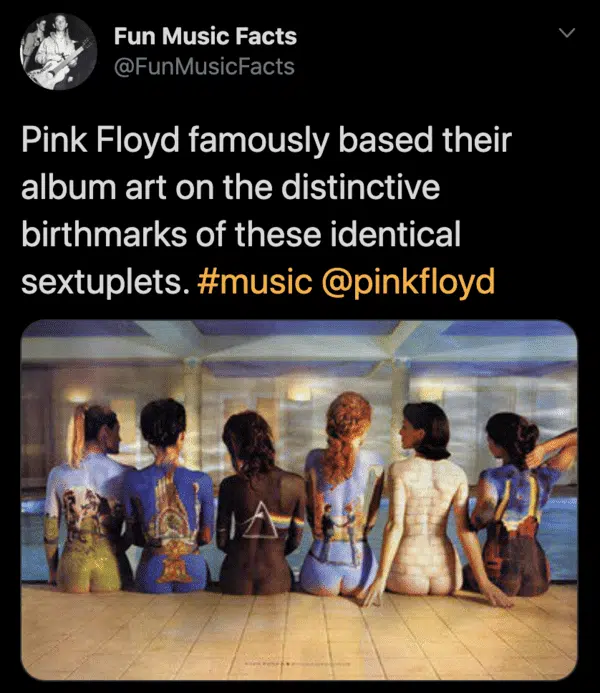 Fun Music Facts
@FunMusicFacts
Pink Floyd famously based their
album art on the distinctive
birthmarks of these identical
sextuplets. #music @pinkfloyd